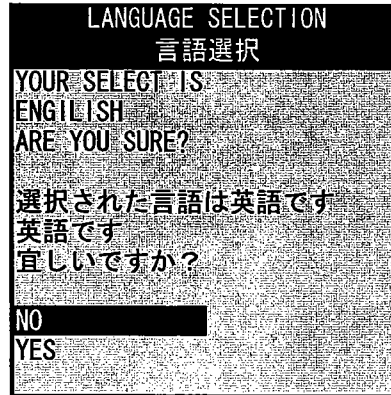 LANGUAGE SELECTION
言語選択
YOUR SELECT IS
ENGILISH
ARE YOU SURE?
選択された言語は英語です
英語です
宜しいですか？
NO
YES